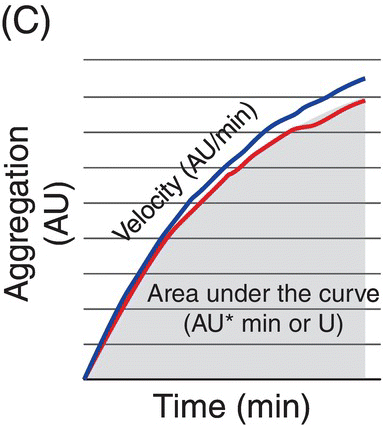 (C)
Aggregation
(AU)
Velocity (AU/min)
Area under the curve
(AU* min or U)
Time (min)